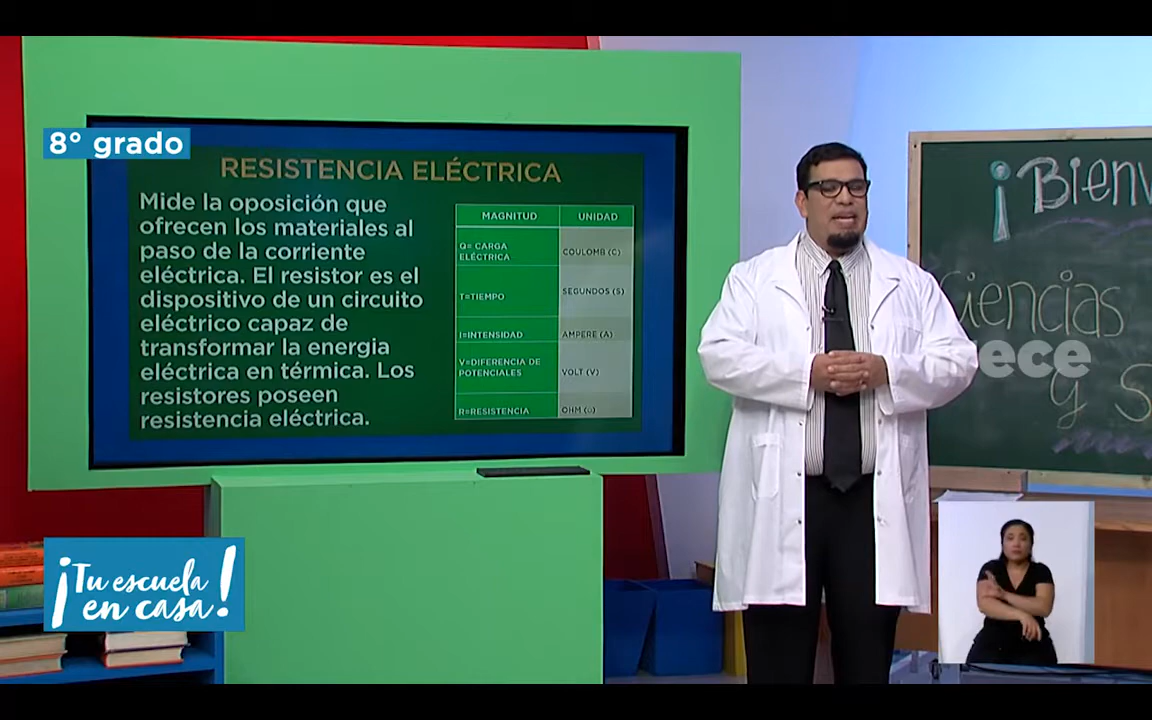 8° grado
RESISTENCIA ELÉCTRICA
Mide la oposición que
ofrecen los materiales al
paso de la corriente
eléctrica. El resistor es el
dispositivo de un circuito
eléctrico capaz de
transformar la energia
eléctrica en térmica. Los
resistores poseen
resistencia eléctrica.
MAGNITUD UNIDAD
Q= CARGA
ELÉCTRICA
COULOMB (C)
T=TIEMPO
SEGUNDOS (S)
I=INTENSIDAD AMPERE (A)
V=DIFERENCIA DE
POTENCIALES
VOLT (V)
R=RESISTENCIA
OHM
¡Bienv
Ciencias
rece
y S
¡Tu escuela
en casa!